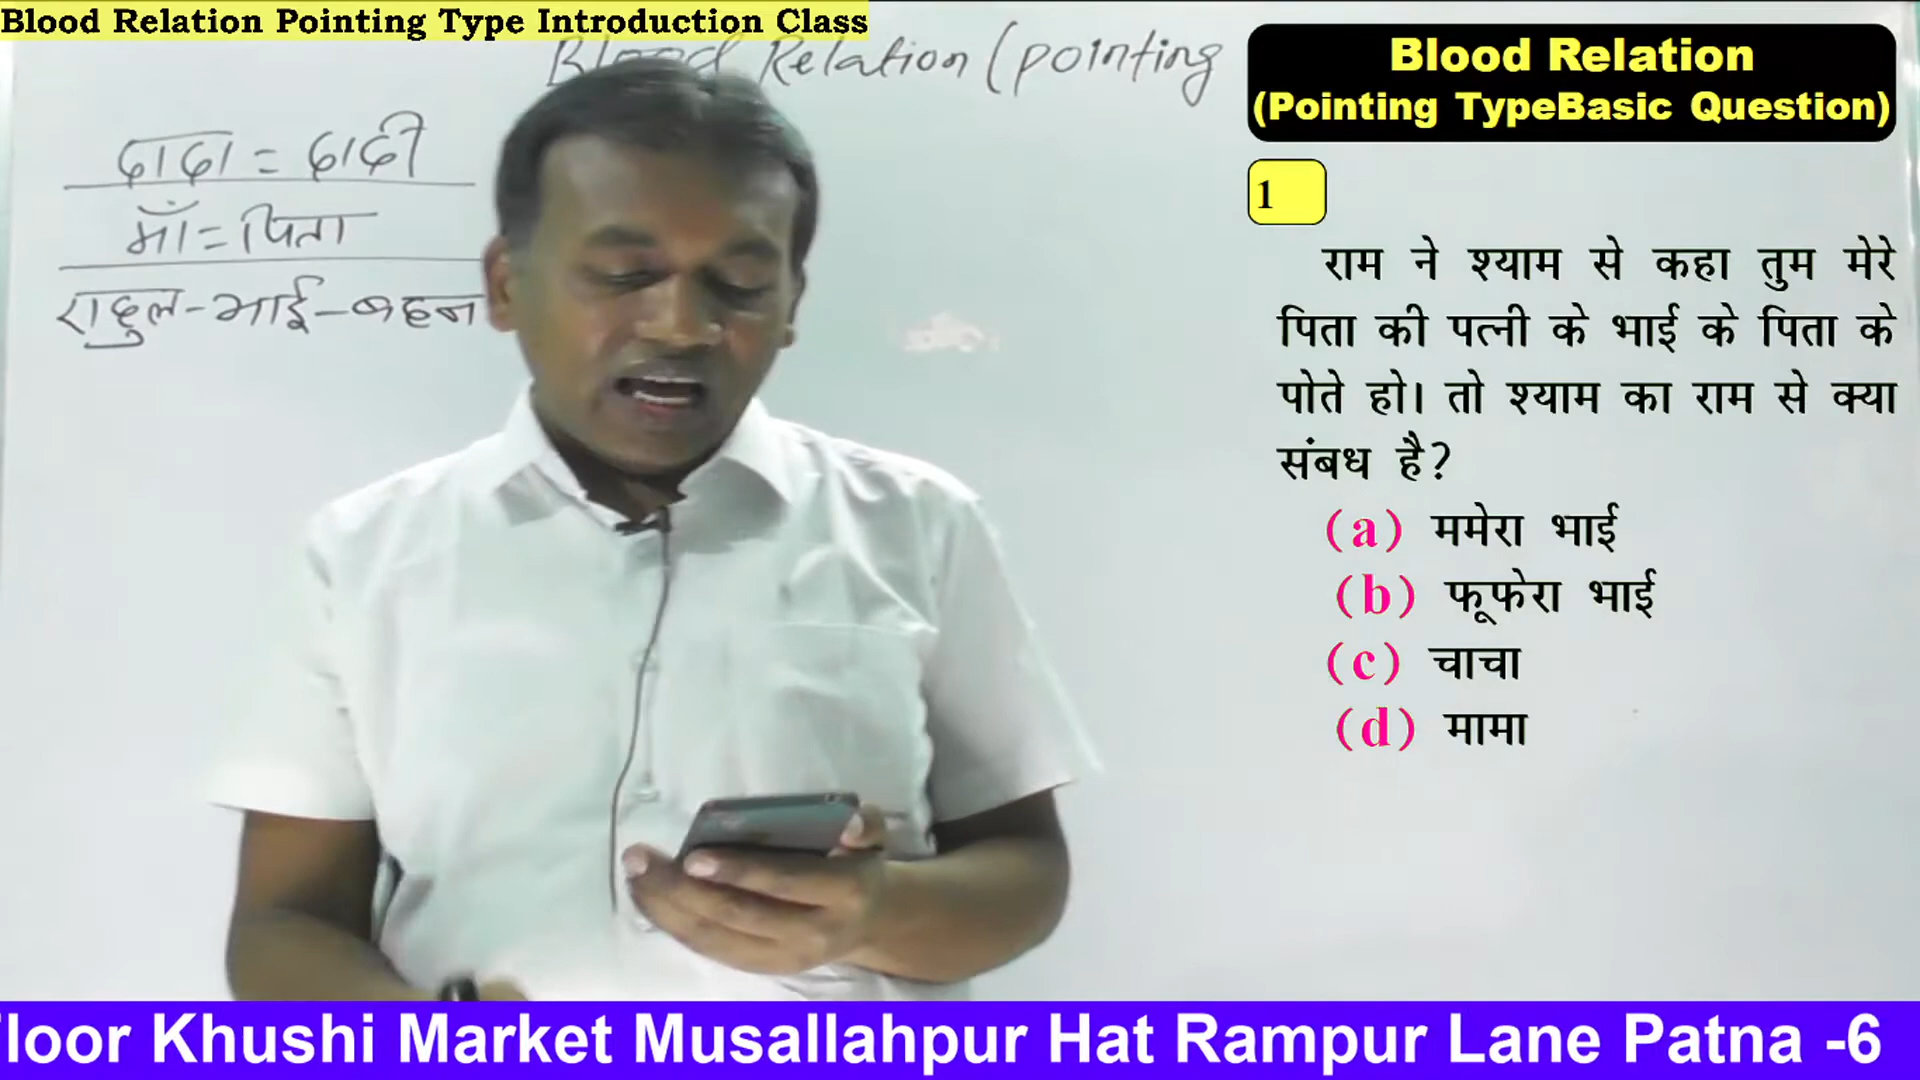 Blood Relation Pointing Type Introduction Class
Blood Relation (pointing
दादा = दादी
माँ = पिता
राहुल - भाई - बहन
Blood Relation
(Pointing TypeBasic Question)
1
राम ने श्याम से कहा तुम मेरे
पिता की पत्नी के भाई के पिता के
पोते हो। तो श्याम का राम से क्या
संबध है?
(a) ममेरा भाई
(b) फूफेरा भाई
(c) चाचा
(d) मामा
loor Khushi Market Musallahpur Hat Rampur Lane Patna -6